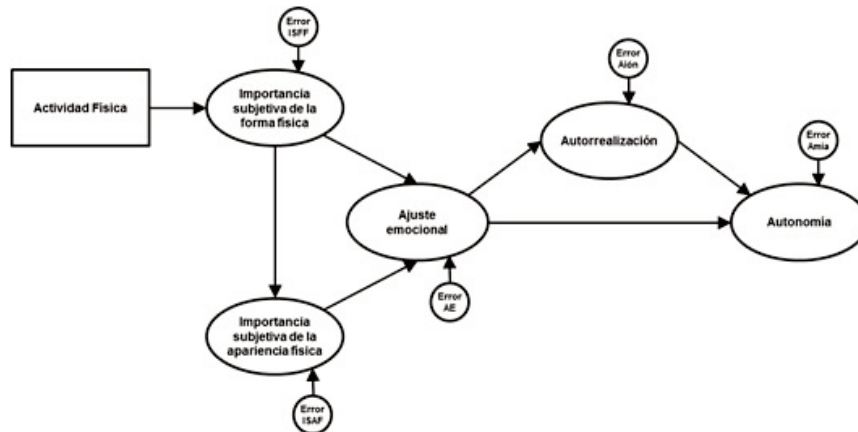 Error
ISFF
Actividad Física
Importancia
subjetiva de la
forma física
Error
Aión
Autorrealización
Error
Amía
Ajuste
emocional
Autonomía
Error
AE
Importancia
subjetiva de la
apariencia física
Error
ISAF